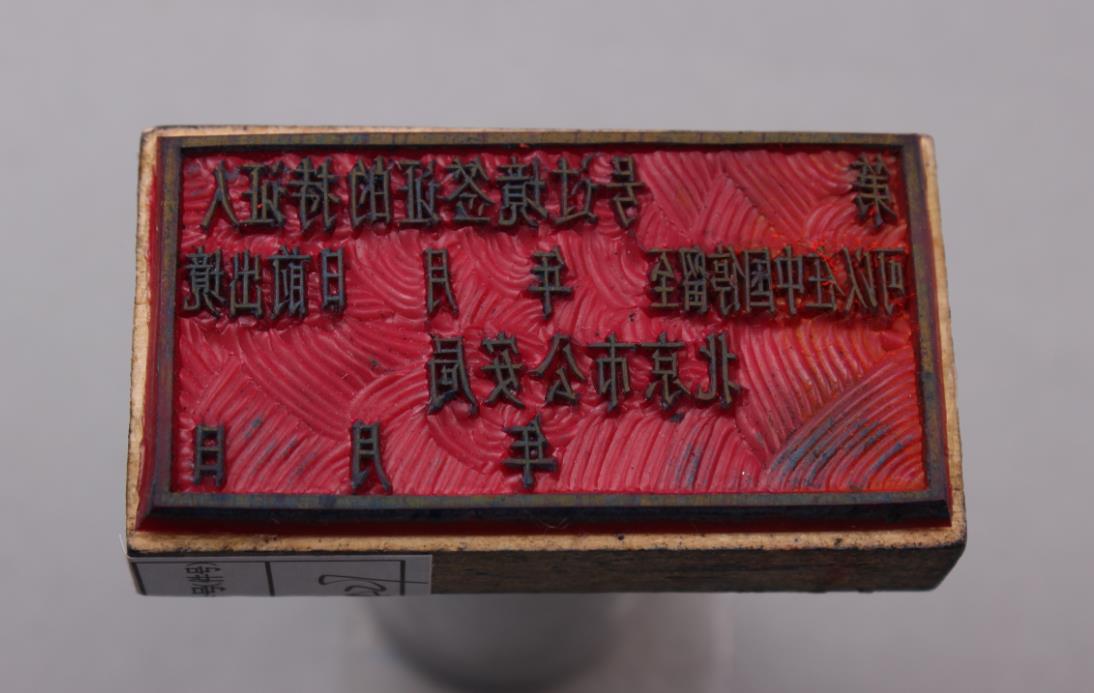 第 号过境签证的持证人
可以在中国停留至 年 月 日前出境
北京市公安局
年 月 日